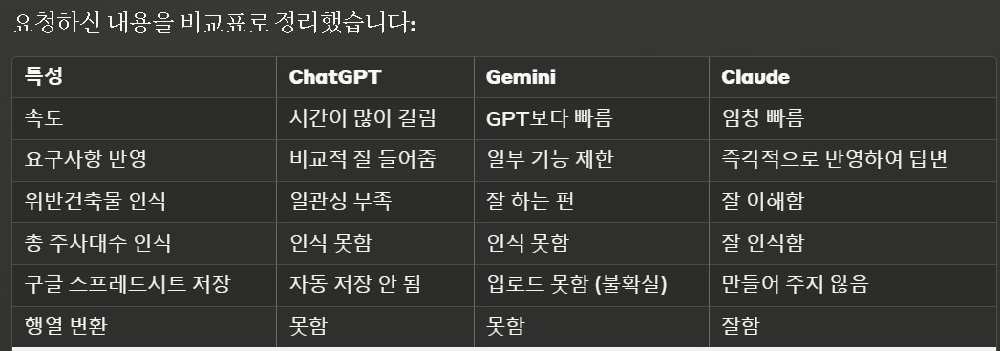 요청하신 내용을 비교표로 정리했습니다:
특성 ChatGPT Gemini Claude
속도 시간이 많이 걸림 GPT보다 빠름 엄청 빠름
요구사항 반영 비교적 잘 들어줌 일부 기능 제한 즉각적으로 반영하여 답변
위반건축물 인식 일관성 부족 잘 하는 편 잘 이해함
총 주차대수 인식 인식 못함 인식 못함 잘 인식함
구글 스프레드시트 저장 자동 저장 안 됨 업로드 못함 (불확실) 만들어 주지 않음
행열 변환 못함 못함 잘함